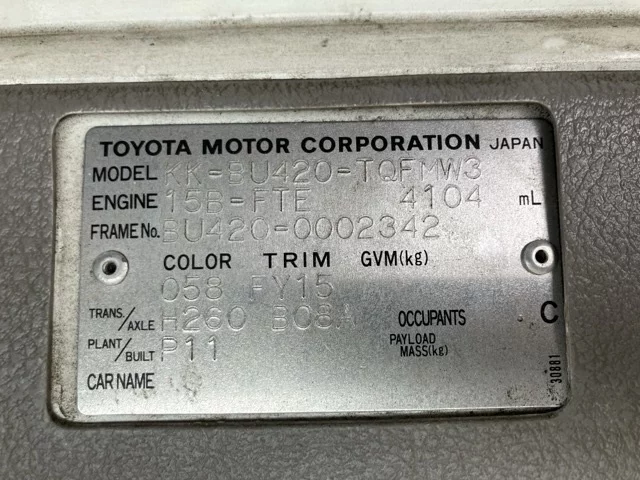 TOYOTA MOTOR CORPORATION JAPAN
MODEL KK-BU420-TQFMW3
ENGINE 15B-FTE 4104 mL
FRAME No. BU420-0002342
COLOR TRIM GVM(kg)
058 FY15
TRANS./AXLE H260 B08A OCCUPANTS C
PLANT/BUILT P11 PAYLOAD MASS(kg)
CAR NAME
30881